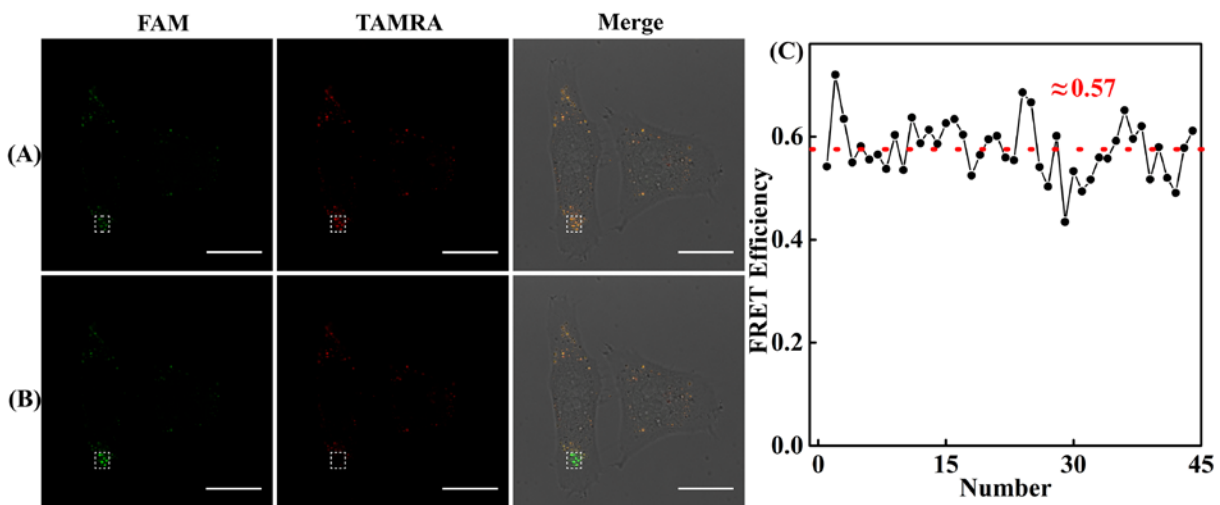 FAM TAMRA Merge
(A)
(B)
(C)
≈0.57
FRET Efficiency
0.6
0.4
0.2
0.0
0 15 30 45
Number